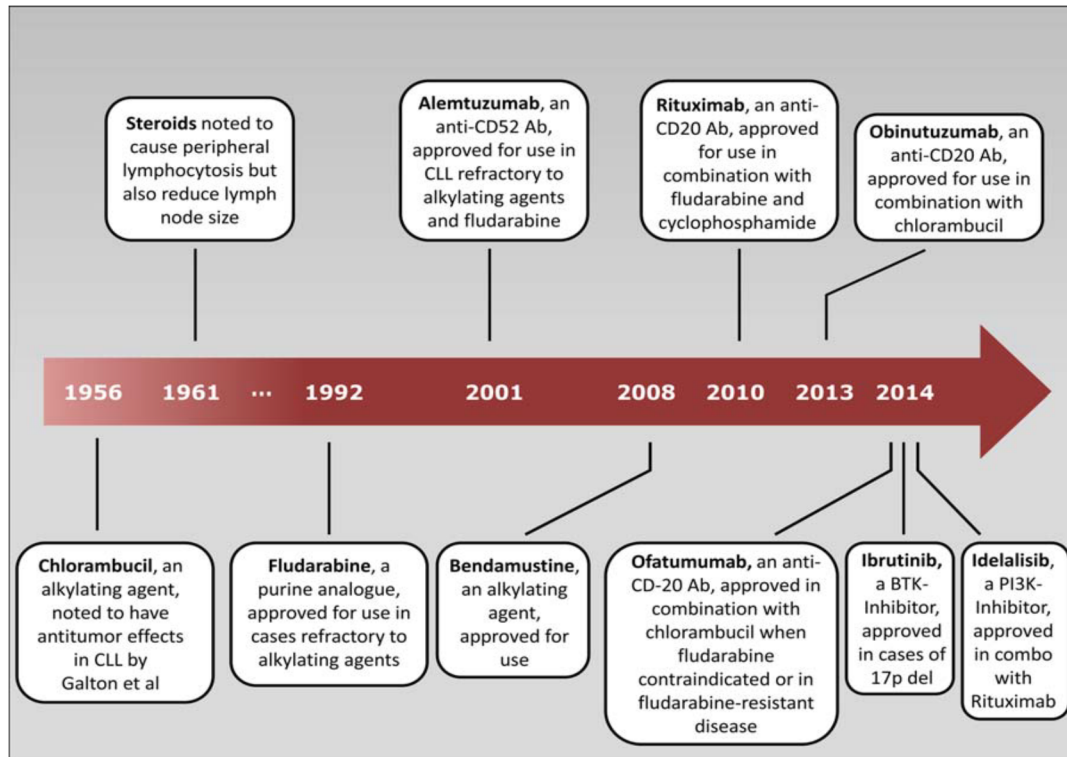 Steroids noted to
cause peripheral
lymphocytosis but
also reduce lymph
node size
Alemtuzumab, an
anti-CD52 Ab,
approved for use in
CLL refractory to
alkylating agents
and fludarabine
Rituximab, an anti-
CD20 Ab, approved
for use in
combination with
fludarabine and
cyclophosphamide
Obinutuzumab, an
anti-CD20 Ab,
approved for use in
combination with
chlorambucil
1956 1961 ... 1992 2001 2008 2010 2013 2014
Chlorambucil, an
alkylating agent,
noted to have
antitumor effects
in CLL by
Galton et al
Fludarabine, a
purine analogue,
approved for use in
cases refractory to
alkylating agents
Bendamustine,
an alkylating
agent,
approved for
use
Ofatumumab, an anti-
CD-20 Ab, approved in
combination with
chlorambucil when
fludarabine
contraindicated or in
fludarabine-resistant
disease
Ibrutinib,
a BTK-
Inhibitor,
approved
in cases of
17p del
Idelalisib,
a PI3K-
Inhibitor,
approved
in combo
with
Rituximab